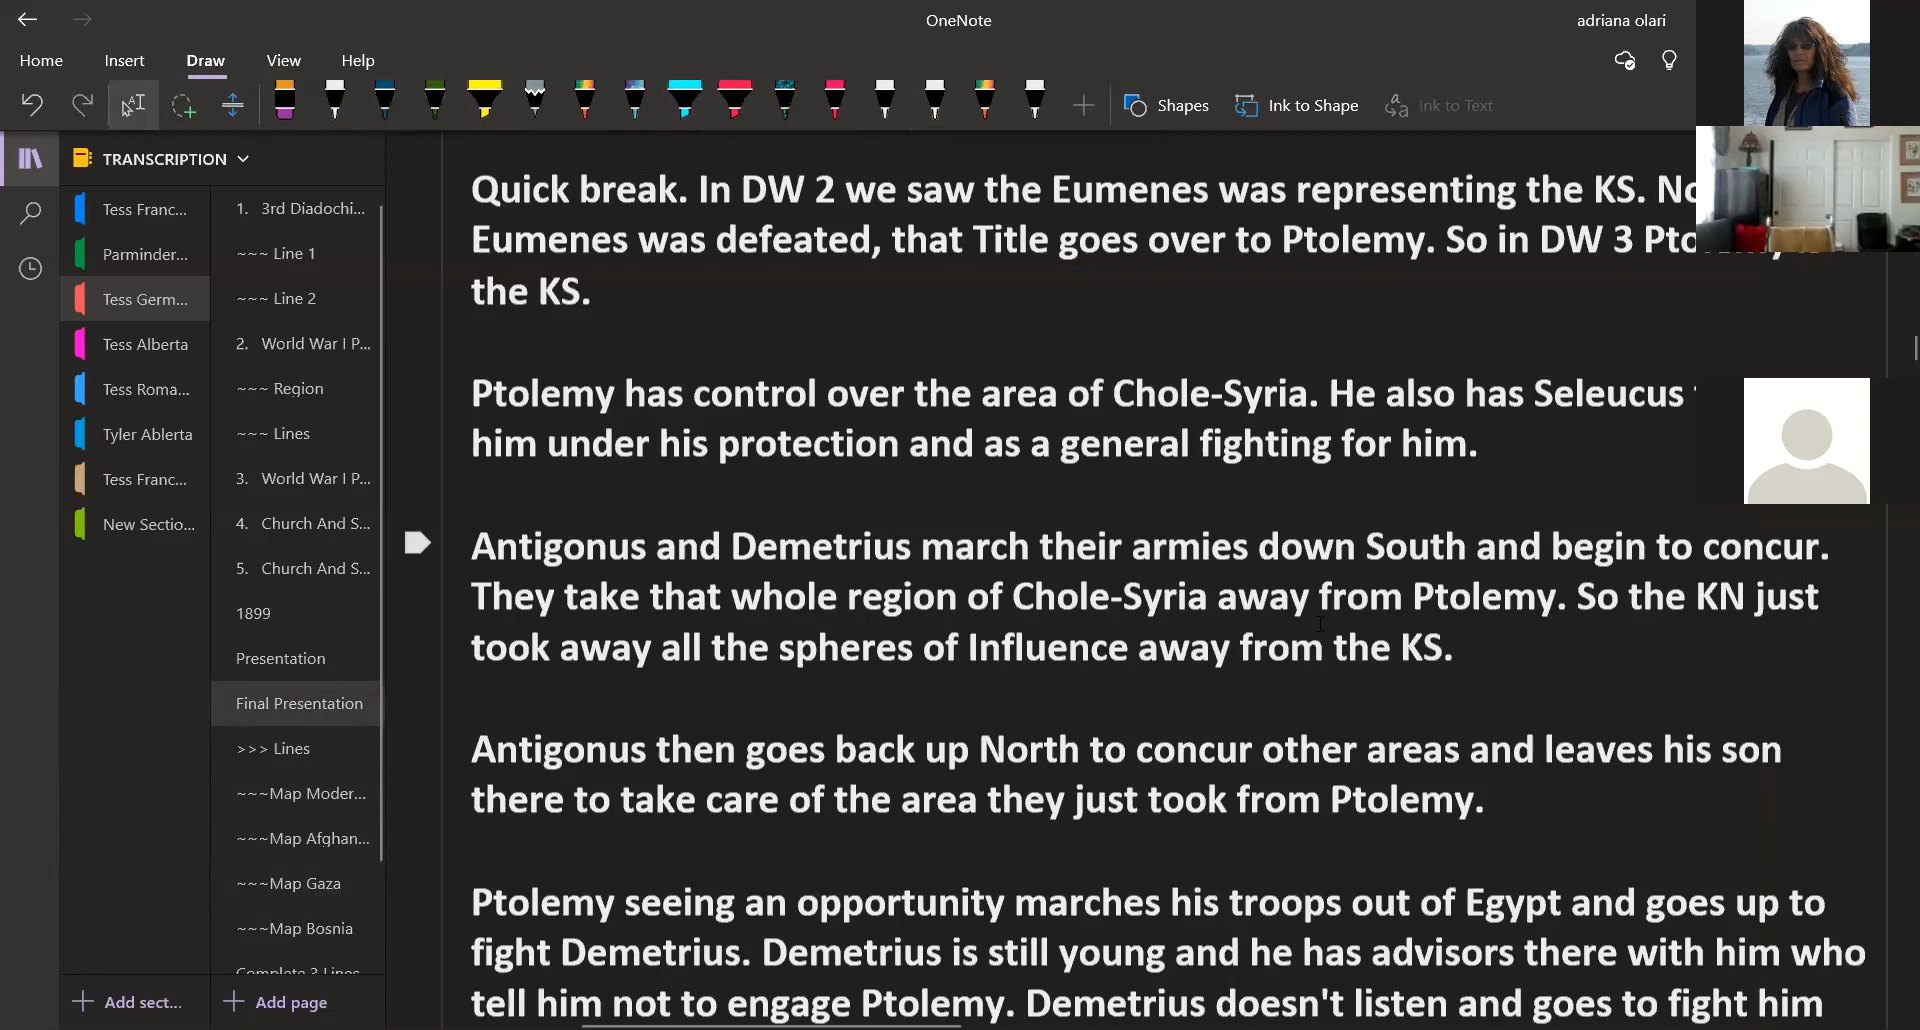 OneNote
adriana olari
Home Insert Draw View Help
Shapes Ink to Shape Ink to Text
TRANSCRIPTION
Tess Franc...
Parminder...
Tess Germ...
Tess Alberta
Tess Roma...
Tyler Ablerta
Tess Franc...
New Sectio...
Add sect...
1. 3rd Diadochi...
~~~ Line 1
~~~ Line 2
2. World War I P...
~~~ Region
~~~ Lines
3. World War I P...
4. Church And S...
5. Church And S...
1899
Presentation
Final Presentation
>>> Lines
~~~Map Moder...
~~~Map Afghan...
~~~Map Gaza
~~~Map Bosnia
Complete 3 Lines
Add page
Quick break. In DW 2 we saw the Eumenes was representing the KS.
Eumenes was defeated, that Title goes over to Ptolemy. So in DW 3
the KS.
Ptolemy has control over the area of Chole-Syria. He also has Seleucus
him under his protection and as a general fighting for him.
Antigonus and Demetrius march their armies down South and begin to concur.
They take that whole region of Chole-Syria away from Ptolemy. So the KN just
took away all the spheres of Influence away from the KS.
Antigonus then goes back up North to concur other areas and leaves his son
there to take care of the area they just took from Ptolemy.
Ptolemy seeing an opportunity marches his troops out of Egypt and goes up to
fight Demetrius. Demetrius is still young and he has advisors there with him who
tell him not to engage Ptolemy. Demetrius doesn't listen and goes to fight him